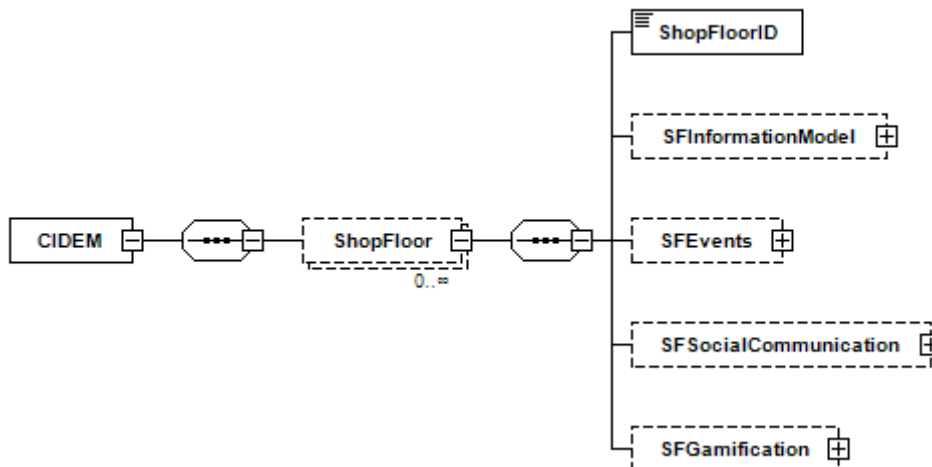 ShopFloorID
SFInformationModel
CIDEM
ShopFloor
0..∞
SFEvents
SFSocialCommunication
SFGamification